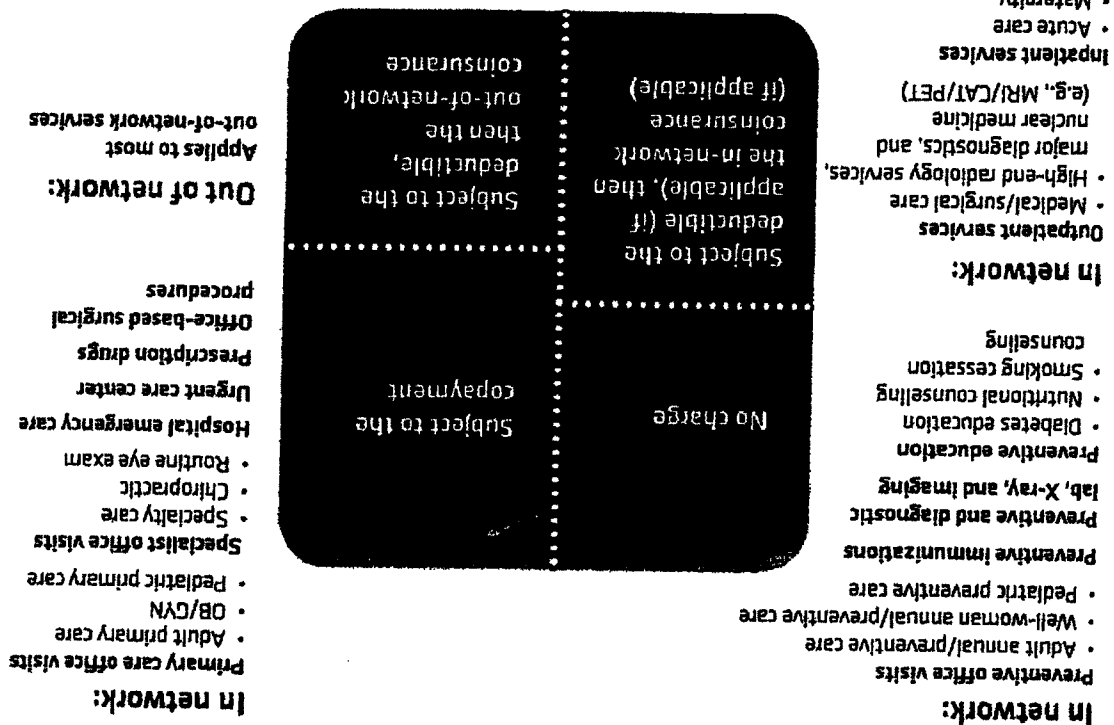 In network:
Preventive office visits
• Adult annual/preventive care
• Well-woman annual/preventive care
• Pediatric preventive care
Preventive immunizations
Preventive and diagnostic
lab, X-ray, and imaging
Preventive education
• Diabetes education
• Nutritional counselling
• Smoking cessation
counseling
In network:
Outpatient services
• Medical/surgical care
• High-end radiology services,
major diagnostics, and
nuclear medicine
(e.g., MRI/CAT/PET)
Inpatient services
• Acute care
• Maternity
No charge
Subject to the
copayment
Subject to the
deductible (if
applicable), then
the in-network
coinsurance
(if applicable)
Subject to the
deductible,
then the
out-of-network
coinsurance
In network:
Primary care office visits
• Adult primary care
• OB/GYN
• Pediatric primary care
Specialist office visits
• Specialty care
• Chiropractic
• Routine eye exam
Hospital emergency care
Urgent care center
Prescription drugs
Office-based surgical
procedures
Out of network:
Applies to most
out-of-network services